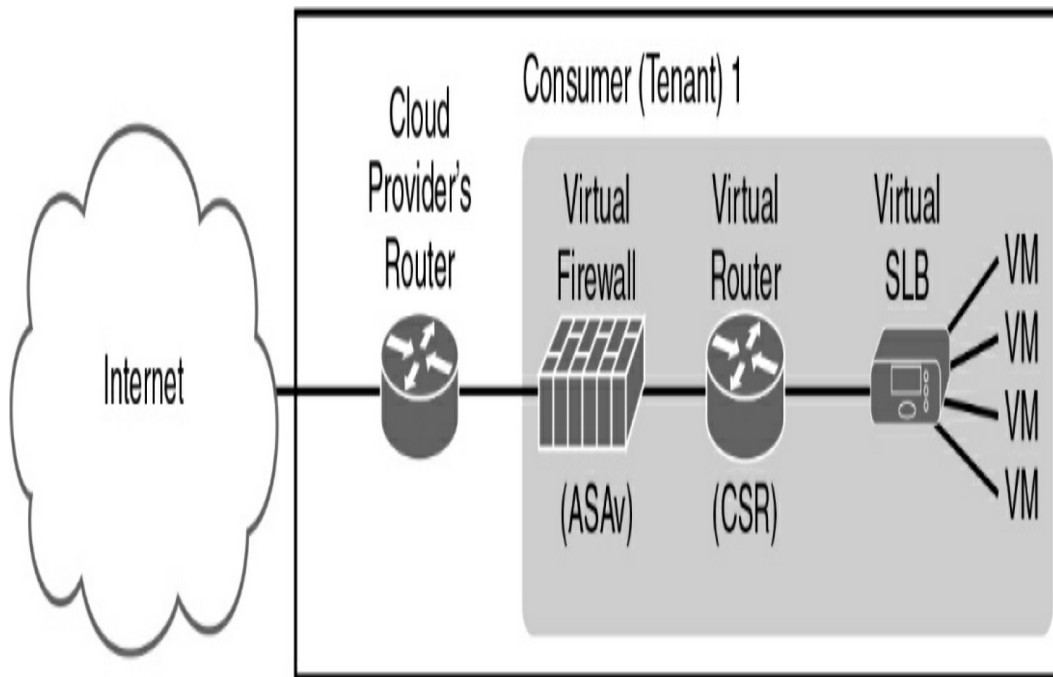 Consumer (Tenant) 1
Cloud
Provider's
Router
Virtual
Firewall
Virtual
Router
Virtual
SLB
Internet
VM
VM
VM
VM
(ASAv)
(CSR)